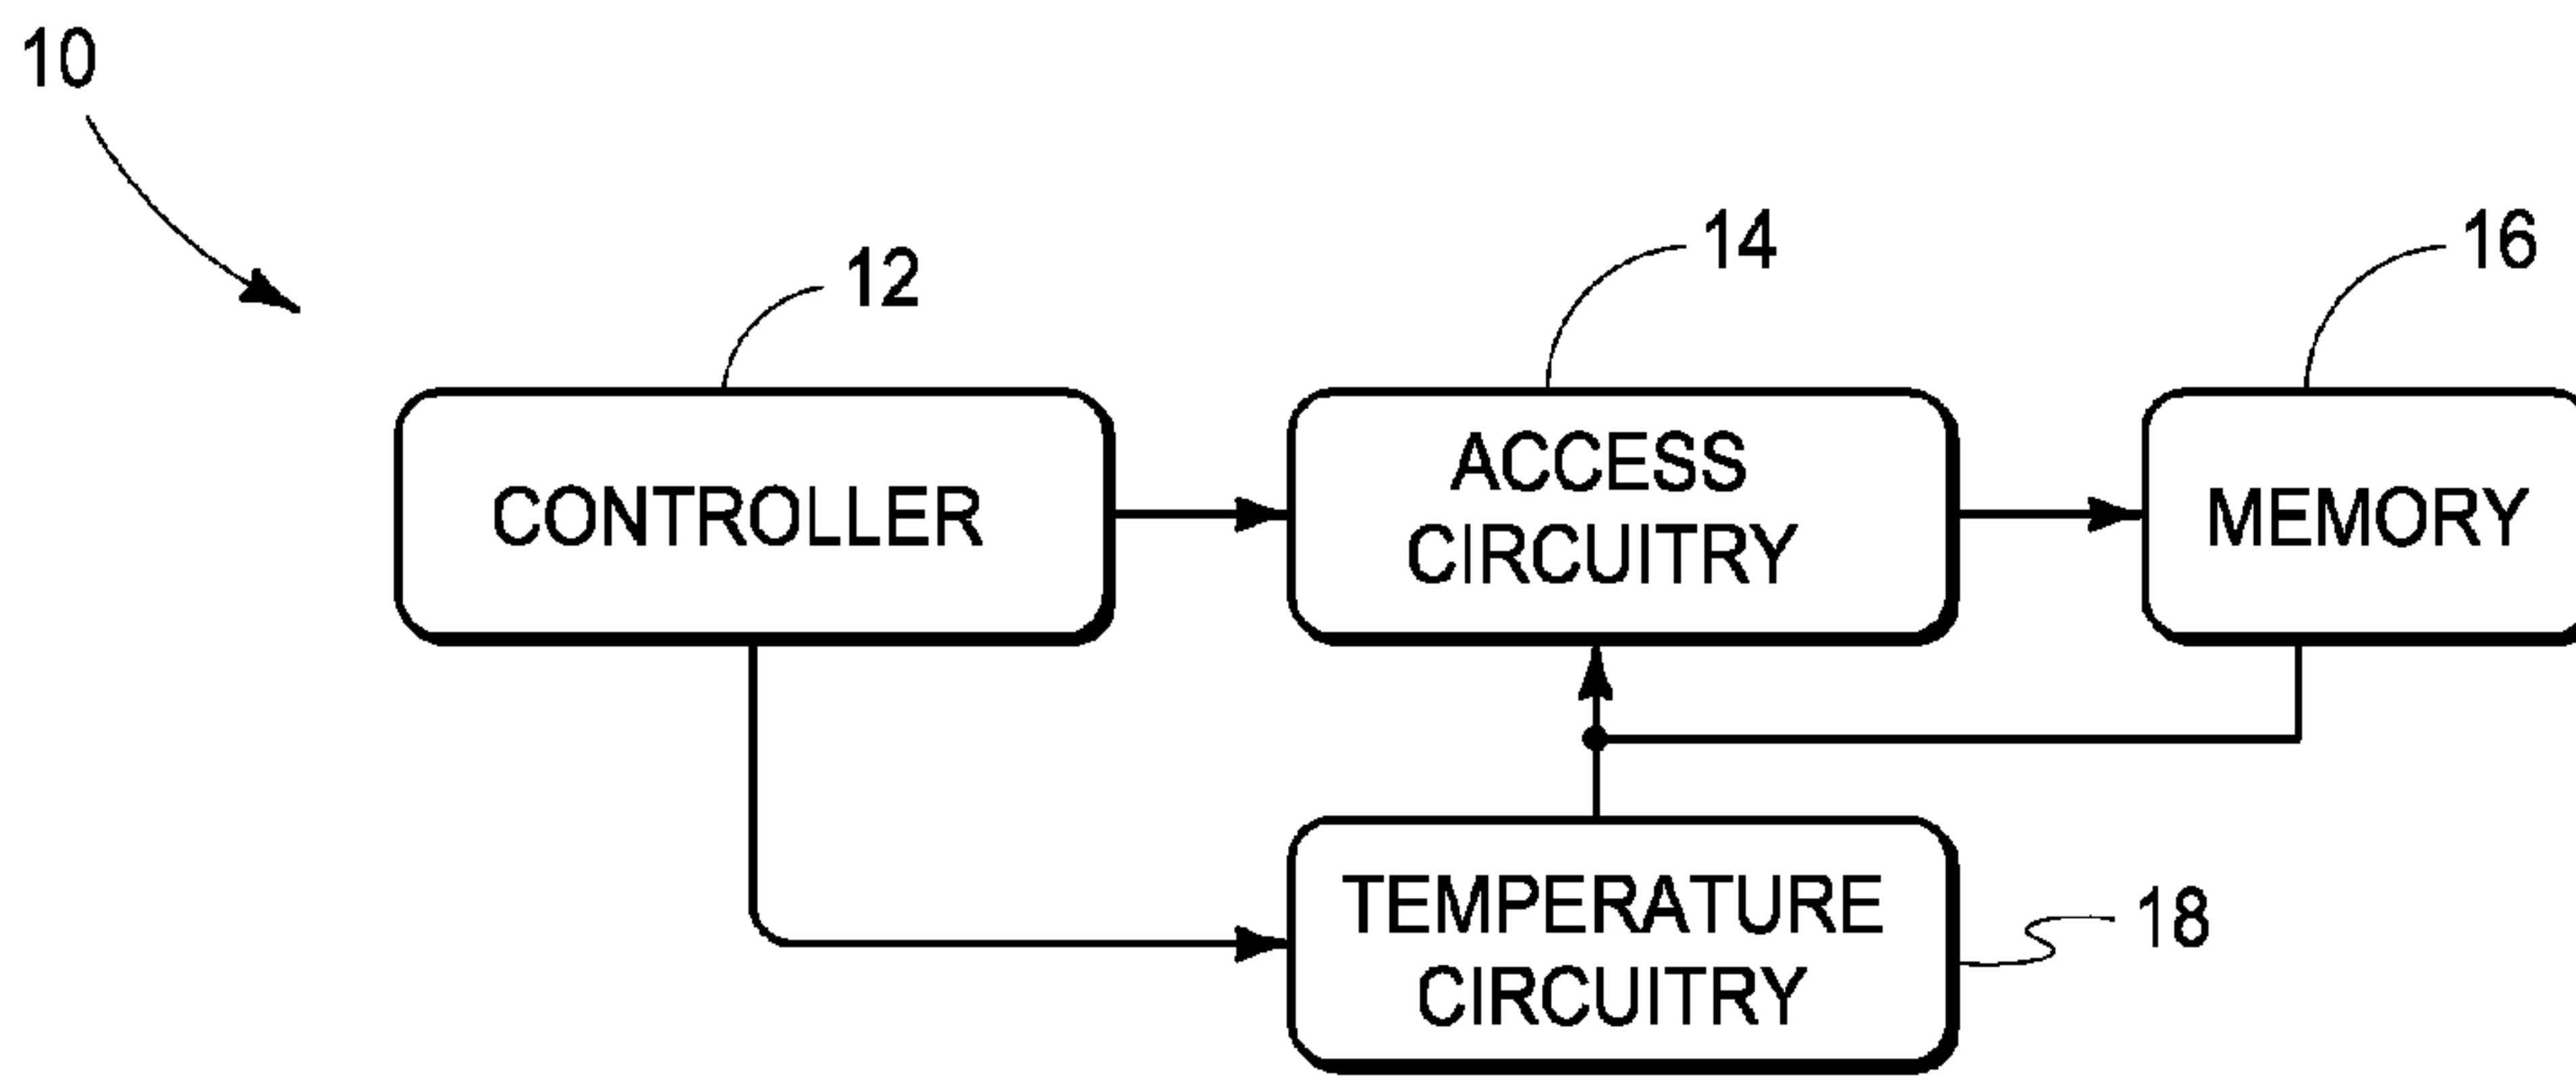 10
12
14
16
CONTROLLER
ACCESS
CIRCUITRY
MEMORY
TEMPERATURE
CIRCUITRY
18